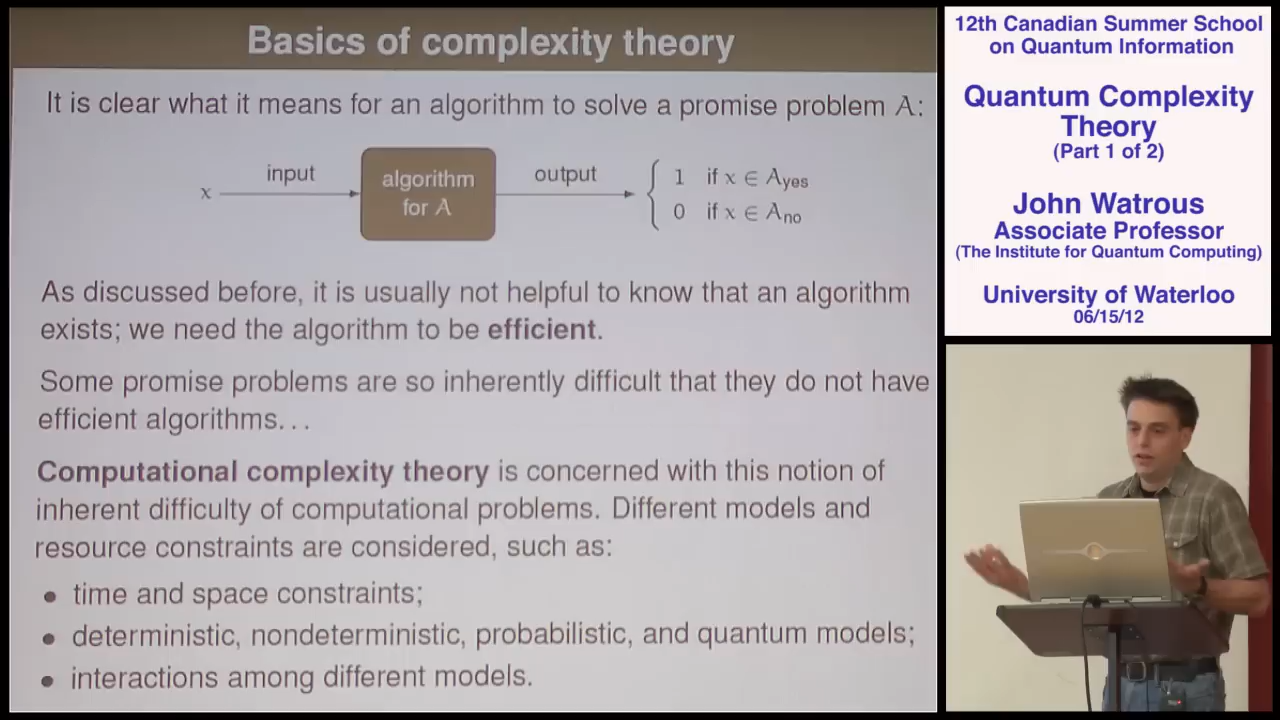 Basics of complexity theory
It is clear what it means for an algorithm to solve a promise problem A:
x
input
algorithm
for A
output
1 if x ∈ Ayes
0 if x ∈ Ano
As discussed before, it is usually not helpful to know that an algorithm
exists; we need the algorithm to be efficient.
Some promise problems are so inherently difficult that they do not have
efficient algorithms...
Computational complexity theory is concerned with this notion of
inherent difficulty of computational problems. Different models and
resource constraints are considered, such as:
• time and space constraints;
• deterministic, nondeterministic, probabilistic, and quantum models;
• interactions among different models.
12th Canadian Summer School
on Quantum Information
Quantum Complexity
Theory
(Part 1 of 2)
John Watrous
Associate Professor
(The Institute for Quantum Computing)
University of Waterloo
06/15/12